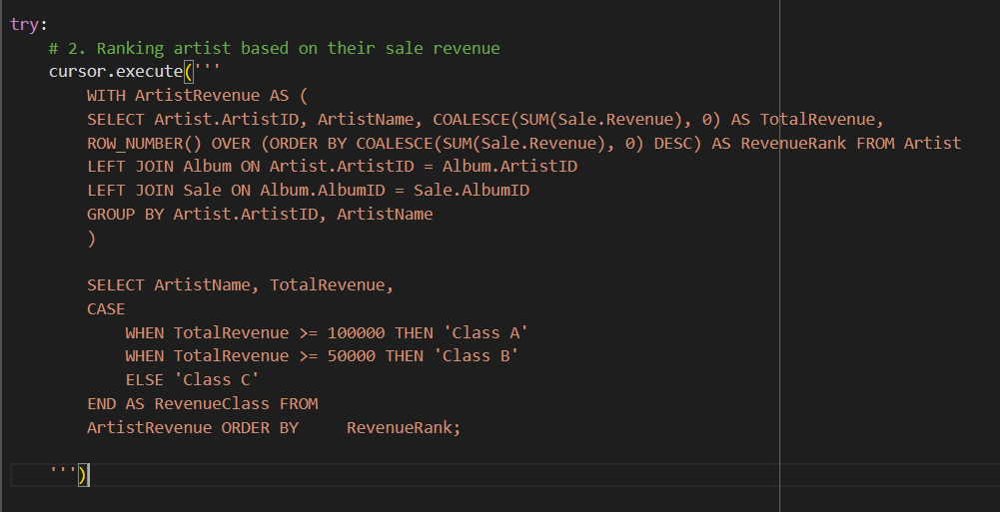 try:
    # 2. Ranking artist based on their sale revenue
    cursor.execute('''
        WITH ArtistRevenue AS (
        SELECT Artist.ArtistID, ArtistName, COALESCE(SUM(Sale.Revenue), 0) AS TotalRevenue,
        ROW_NUMBER() OVER (ORDER BY COALESCE(SUM(Sale.Revenue), 0) DESC) AS RevenueRank FROM Artist
        LEFT JOIN Album ON Artist.ArtistID = Album.ArtistID
        LEFT JOIN Sale ON Album.AlbumID = Sale.AlbumID
        GROUP BY Artist.ArtistID, ArtistName
        )

        SELECT ArtistName, TotalRevenue,
        CASE
            WHEN TotalRevenue >= 100000 THEN 'Class A'
            WHEN TotalRevenue >= 50000 THEN 'Class B'
            ELSE 'Class C'
        END AS RevenueClass FROM
        ArtistRevenue ORDER BY     RevenueRank;

    ''')